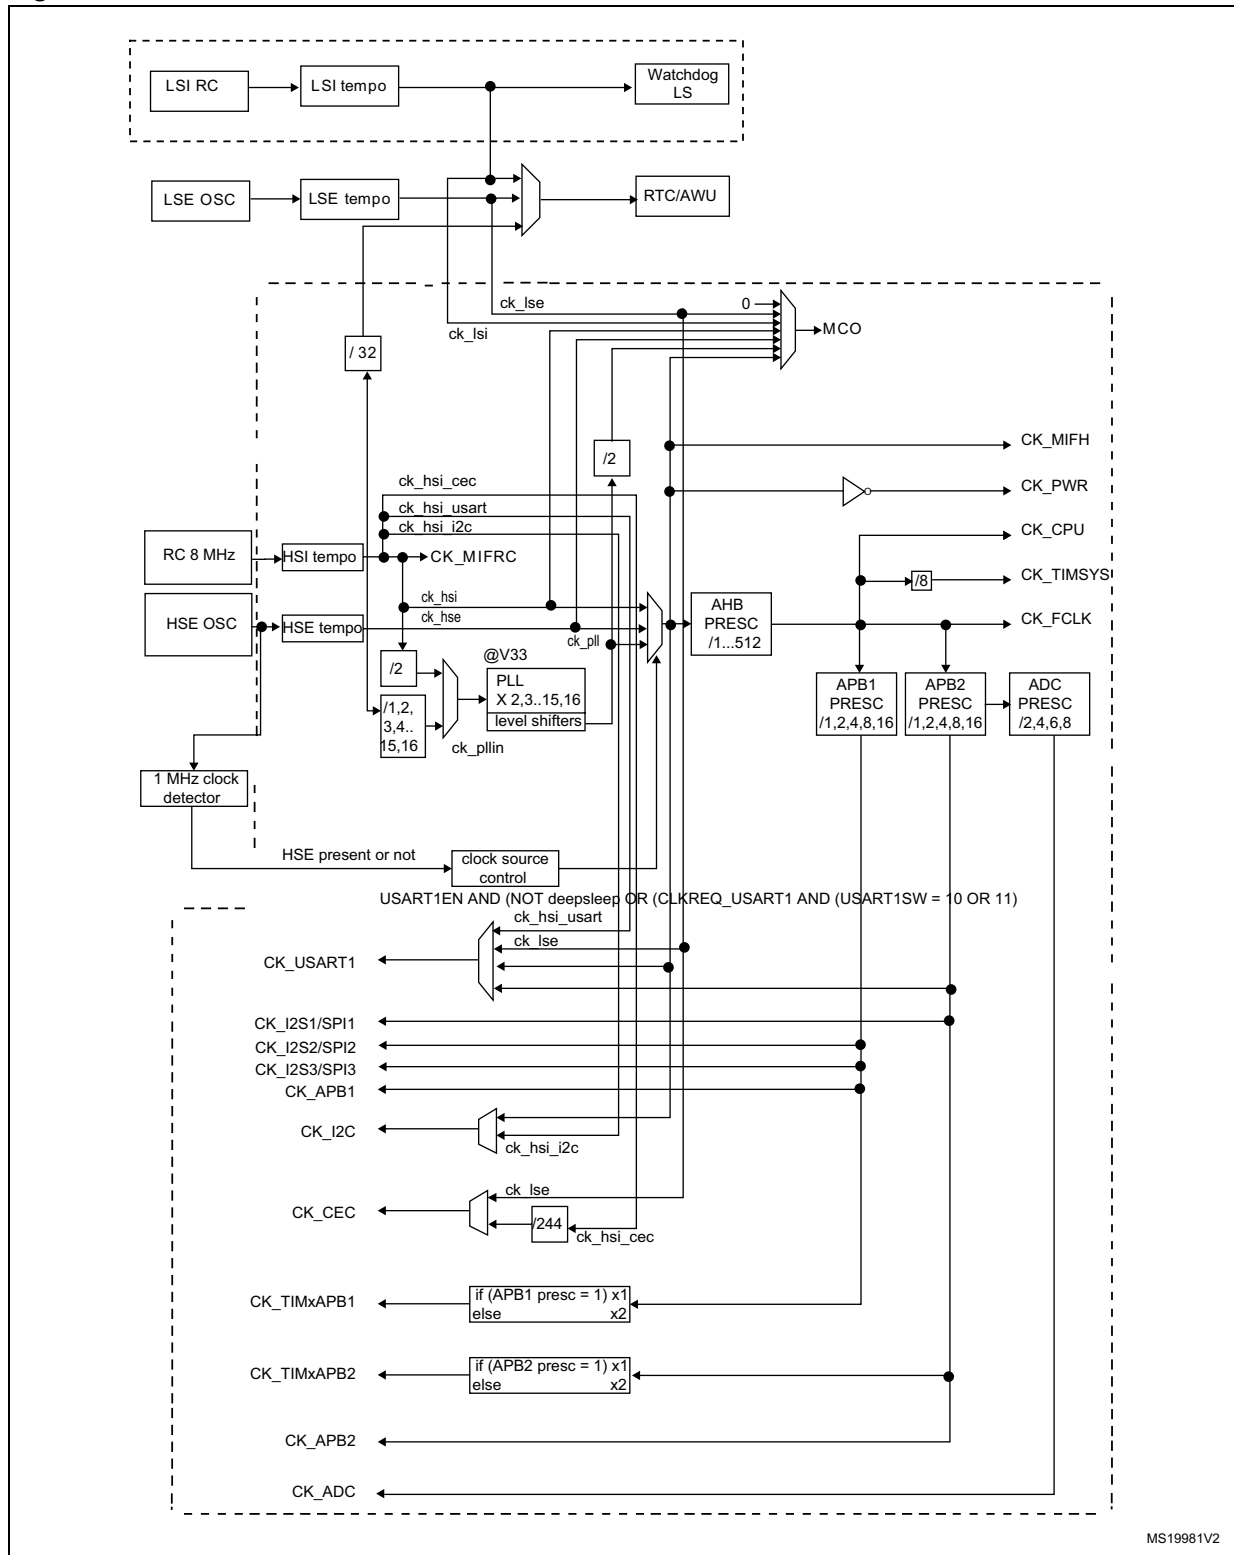 LSI RC
LSI tempo
Watchdog
LS
LSE OSC
LSE tempo
RTC/AWU
ck_lse
0
ck_lsi
MCO
/ 32
CK_MIFH
/2
ck_hsi_cec
CK_PWR
ck_hsi_usart
ck_hsi_i2c
CK_CPU
RC 8 MHz
HSI tempo
CK_MIFRC
/8
CK_TIMSYS
ck_hsi
HSE OSC
HSE tempo
ck_hse
AHB
PRESC
/1...512
CK_FCLK
ck_pll
@V33
/2
PLL
X 2,3..15,16
level shifters
APB1
PRESC
/1,2,4,8,16
APB2
PRESC
/1,2,4,8,16
ADC
PRESC
/2,4,6,8
/1,2,
3,4..
15,16
ck_pllin
1 MHz clock
detector
HSE present or not
clock source
control
USART1EN AND (NOT deepsleep OR (CLKREQ_USART1 AND (USART1SW = 10 OR 11)
ck_hsi_usart
ck_lse
CK_USART1
CK_I2S1/SPI1
CK_I2S2/SPI2
CK_I2S3/SPI3
CK_APB1
CK_I2C
ck_hsi_i2c
ck_lse
CK_CEC
/244
ck_hsi_cec
CK_TIMxAPB1
if (APB1 presc = 1) x1
else x2
CK_TIMxAPB2
if (APB2 presc = 1) x1
else x2
CK_APB2
CK_ADC
MS19981V2